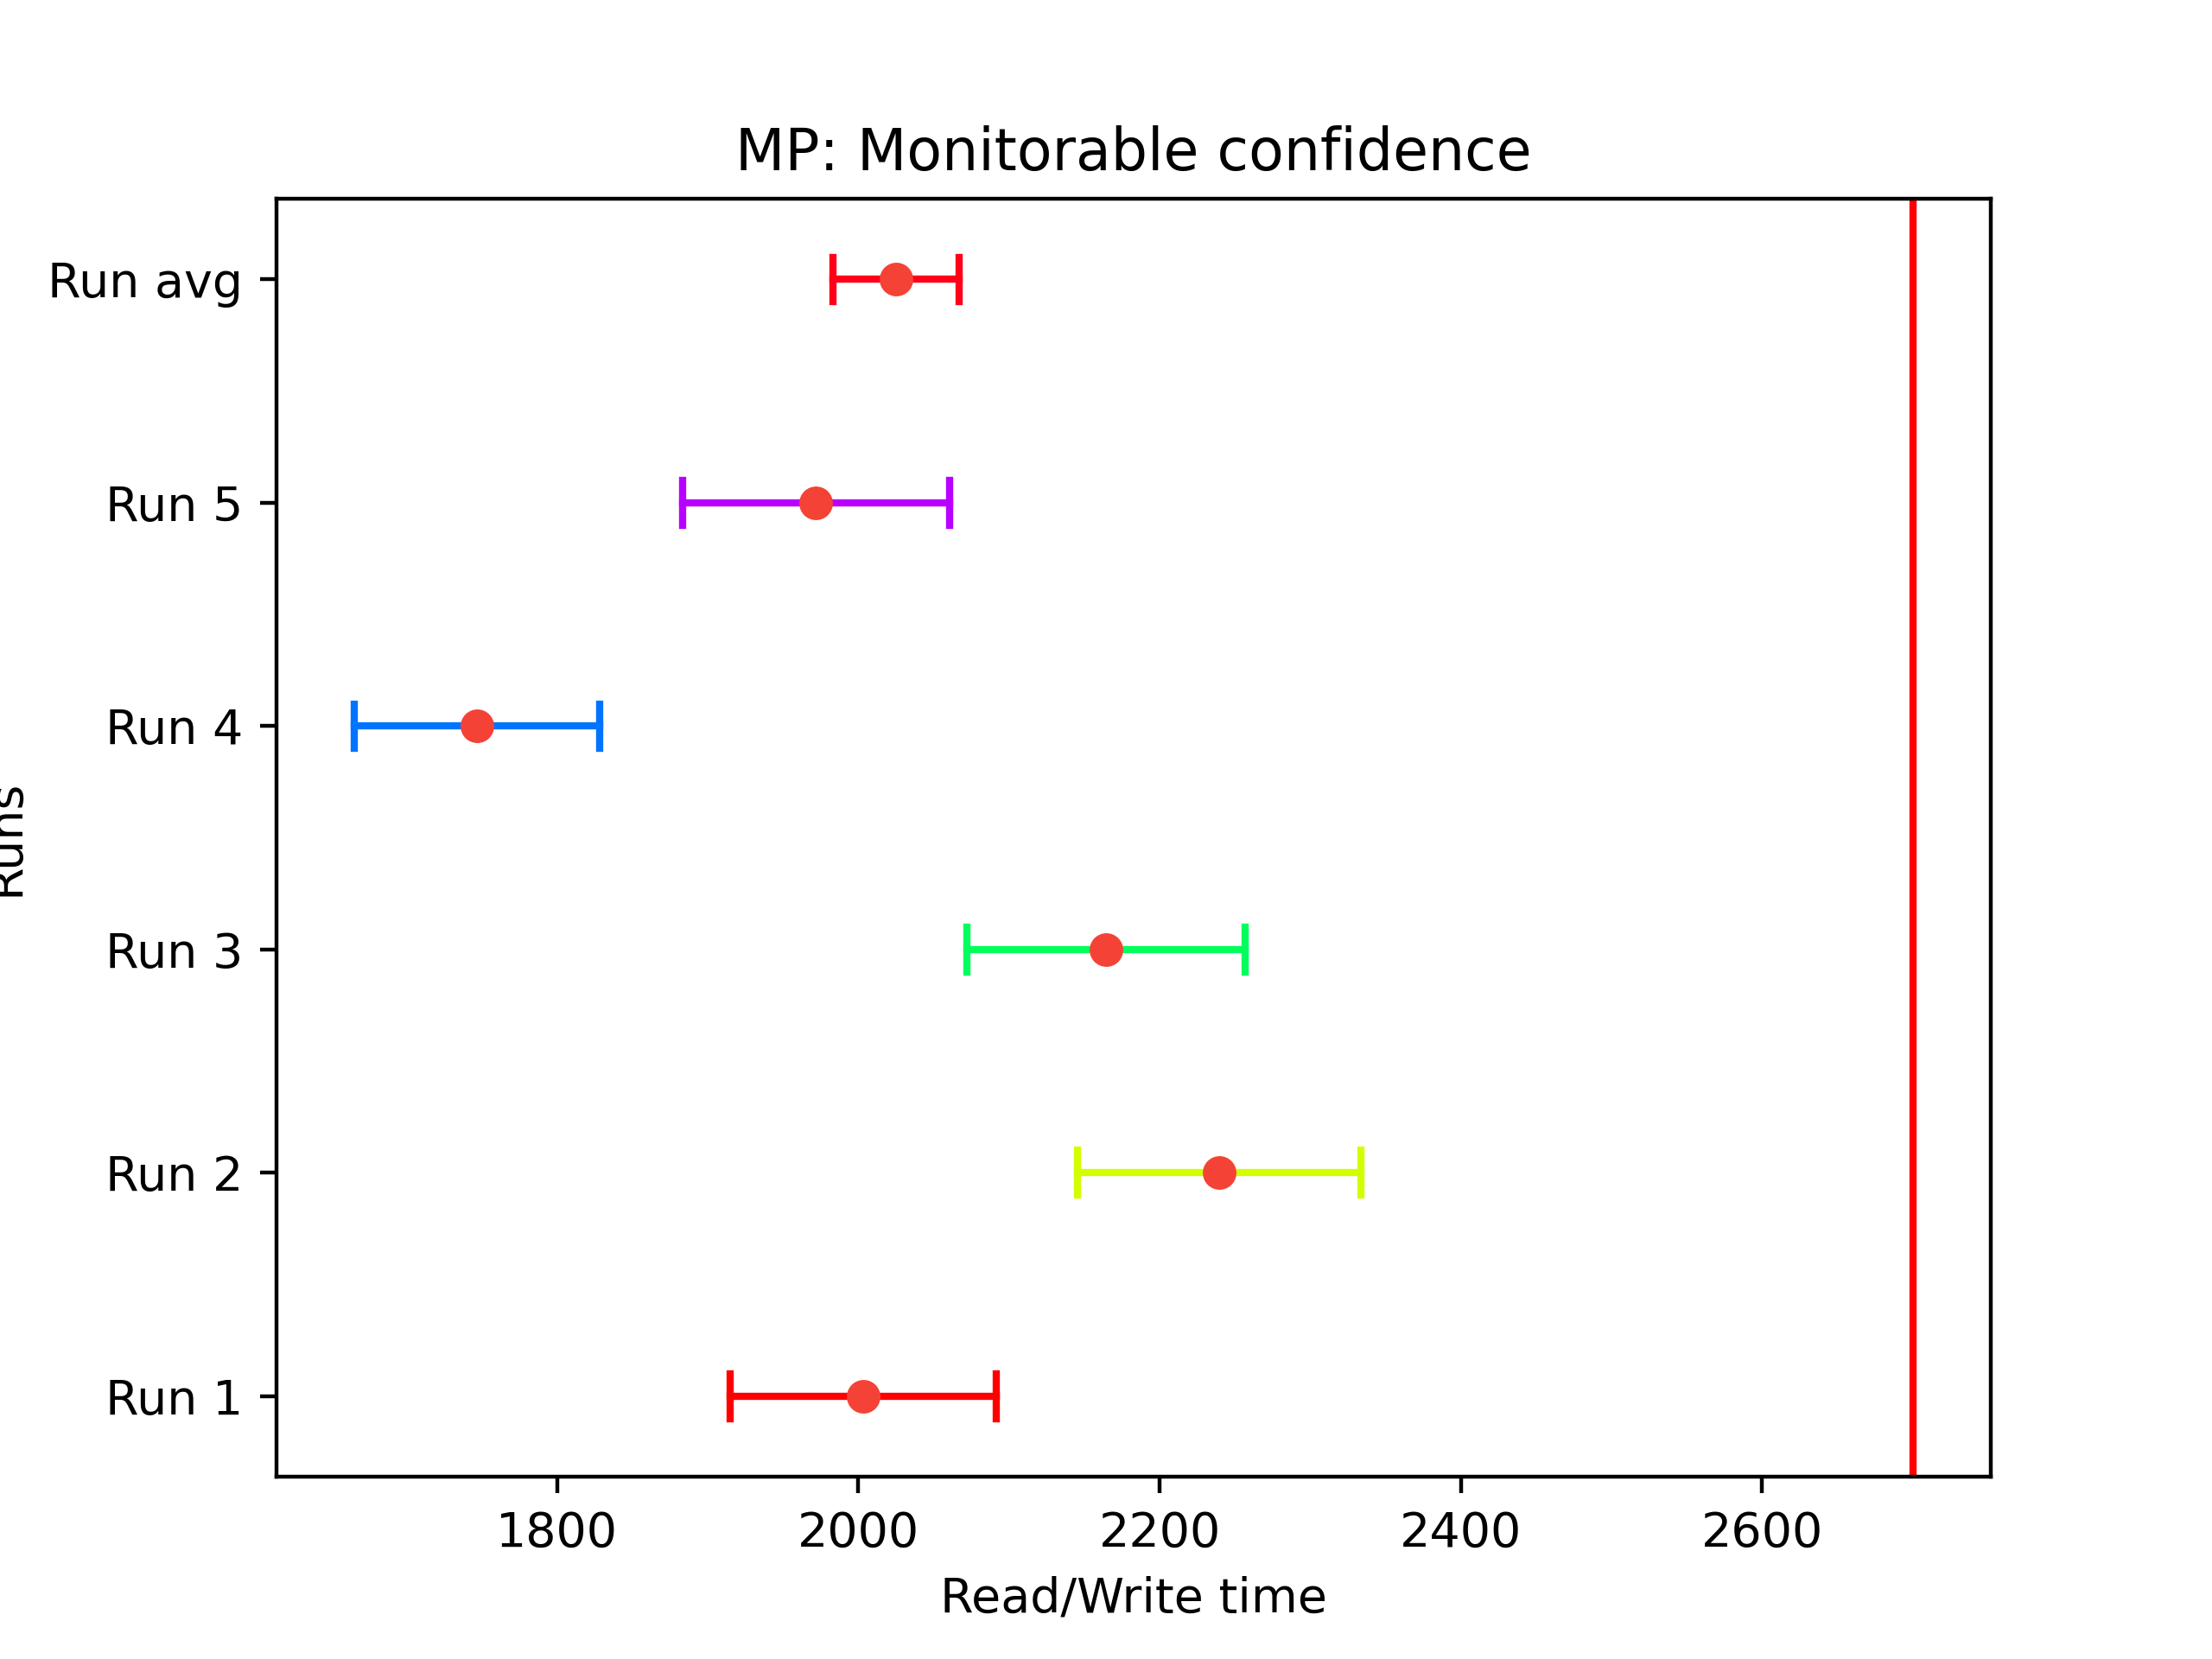 MP: Monitorable confidence
Run avg
Run 5
Run 4
Run 3
Run 2
Run 1
Runs
1800 2000 2200 2400 2600
Read/Write time